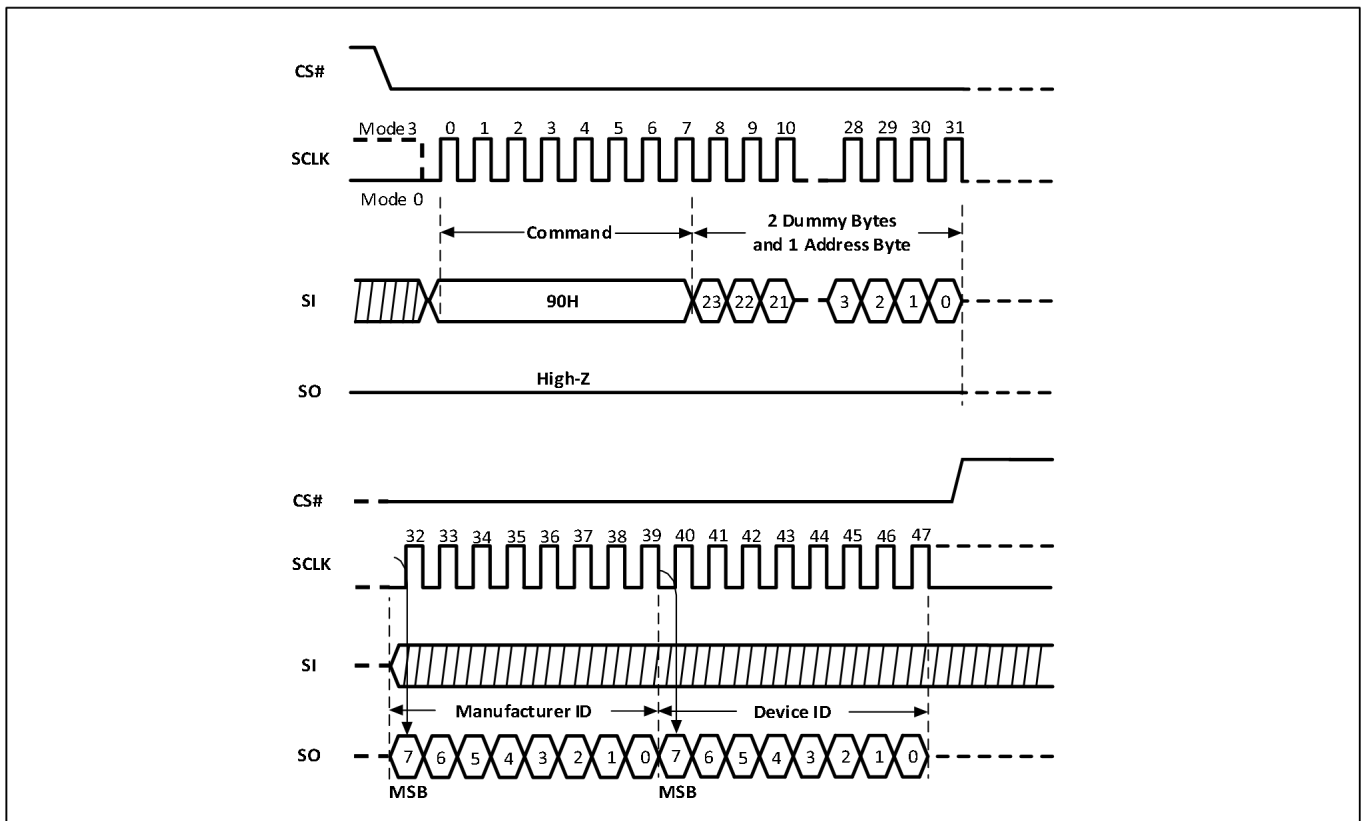 CS#
Mode 3 0 1 2 3 4 5 6 7 8 9 10 28 29 30 31
SCLK
Mode 0
Command
2 Dummy Bytes
and 1 Address Byte
SI 90H 23 22 21 3 2 1 0
High-Z
SO
CS#
32 33 34 35 36 37 38 39 40 41 42 43 44 45 46 47
SCLK
SI
Manufacturer ID Device ID
SO 7 6 5 4 3 2 1 0 7 6 5 4 3 2 1 0
MSB MSB